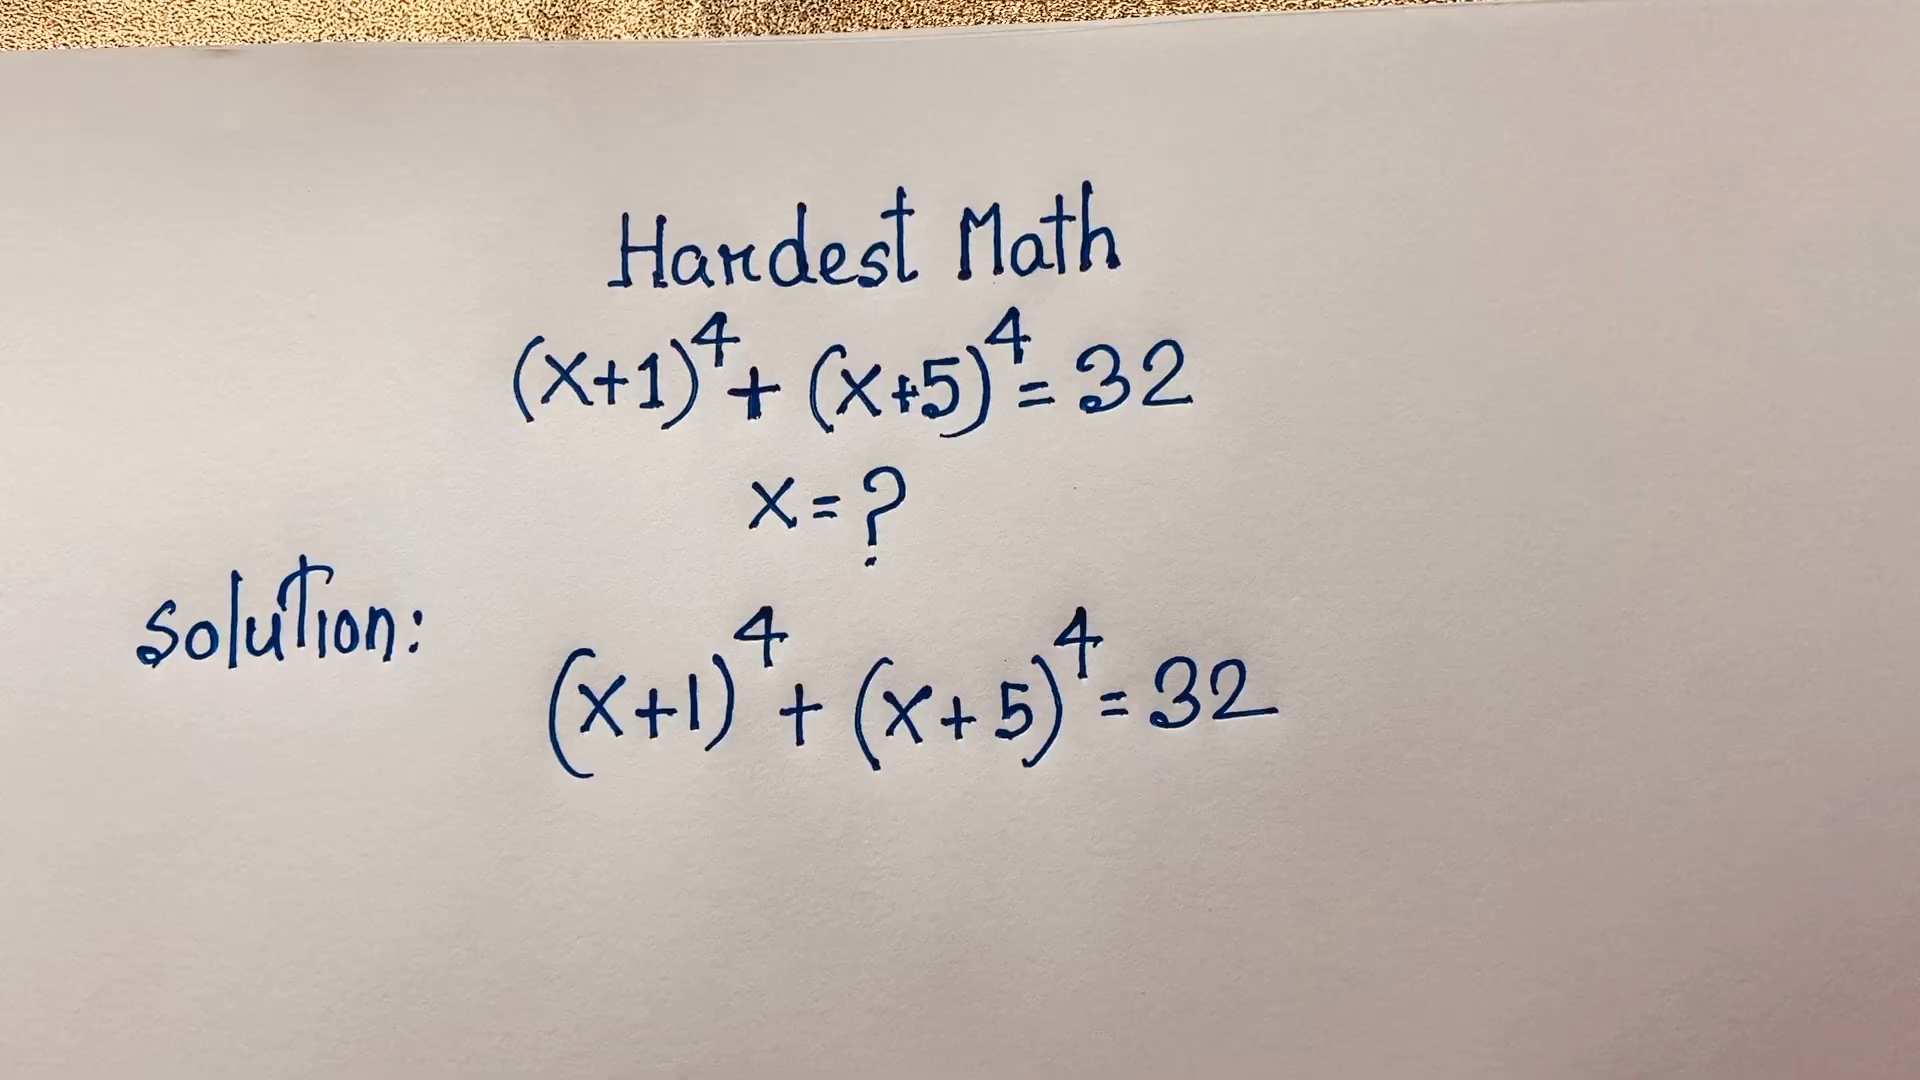 Hardest Math
(x+1)⁴+(x+5)⁴=32
x=?
Solution:
(x+1)⁴+(x+5)⁴=32